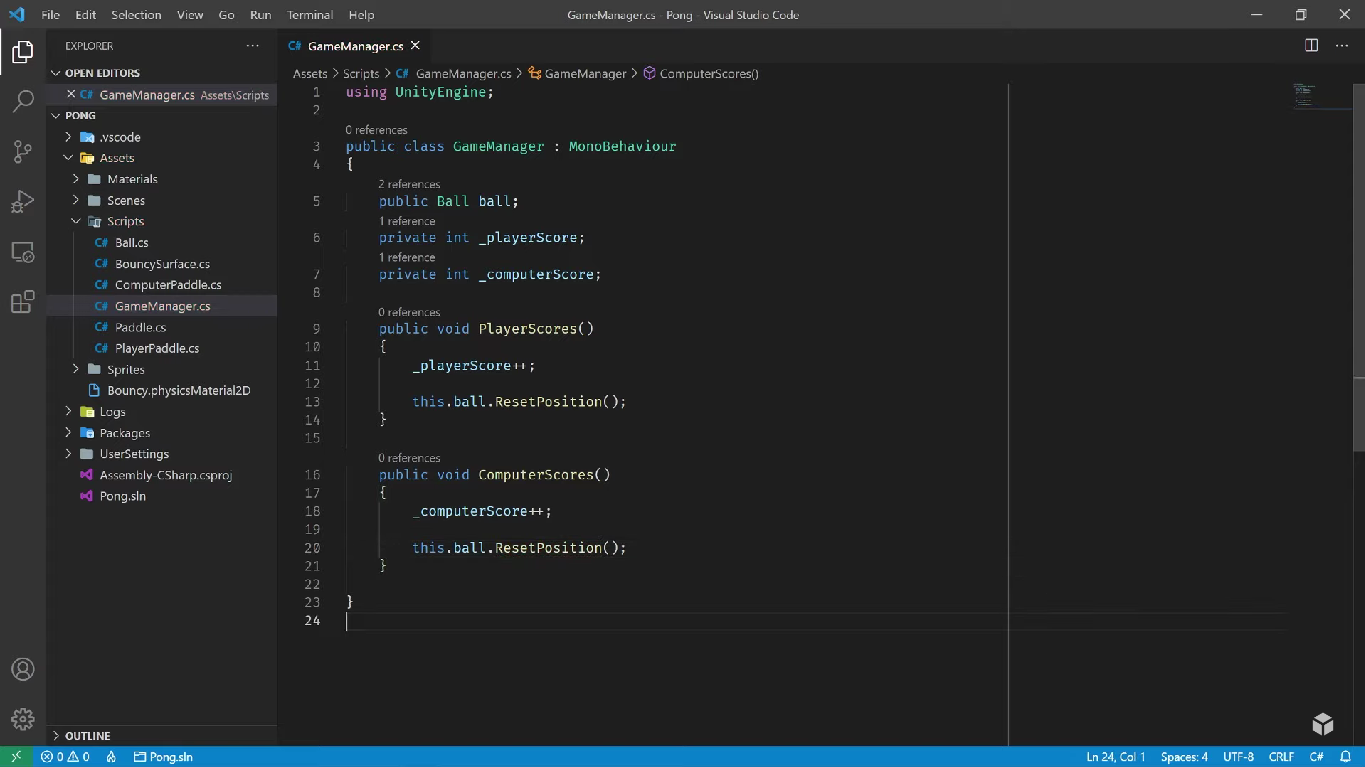 File Edit Selection View Go Run Terminal Help GameManager.cs - Pong - Visual Studio Code
EXPLORER
OPEN EDITORS
GameManager.cs Assets\Scripts
PONG
.vscode
Assets
Materials
Scenes
Scripts
Ball.cs
BouncySurface.cs
ComputerPaddle.cs
GameManager.cs
Paddle.cs
PlayerPaddle.cs
Sprites
Bouncy.physicsMaterial2D
Logs
Packages
UserSettings
Assembly-CSharp.csproj
Pong.sln
OUTLINE
C# GameManager.cs
Assets > Scripts > C# GameManager.cs > GameManager > ComputerScores()
1 using UnityEngine;
2
0 references
3 public class GameManager : MonoBehaviour
4 {
2 references
5 public Ball ball;
1 reference
6 private int _playerScore;
1 reference
7 private int _computerScore;
8
0 references
9 public void PlayerScores()
10 {
11 _playerScore++;
12
13 this.ball.ResetPosition();
14 }
15
0 references
16 public void ComputerScores()
17 {
18 _computerScore++;
19
20 this.ball.ResetPosition();
21 }
22
23 }
24
0 0 Pong.sln Ln 24, Col 1 Spaces: 4 UTF-8 CRLF C#